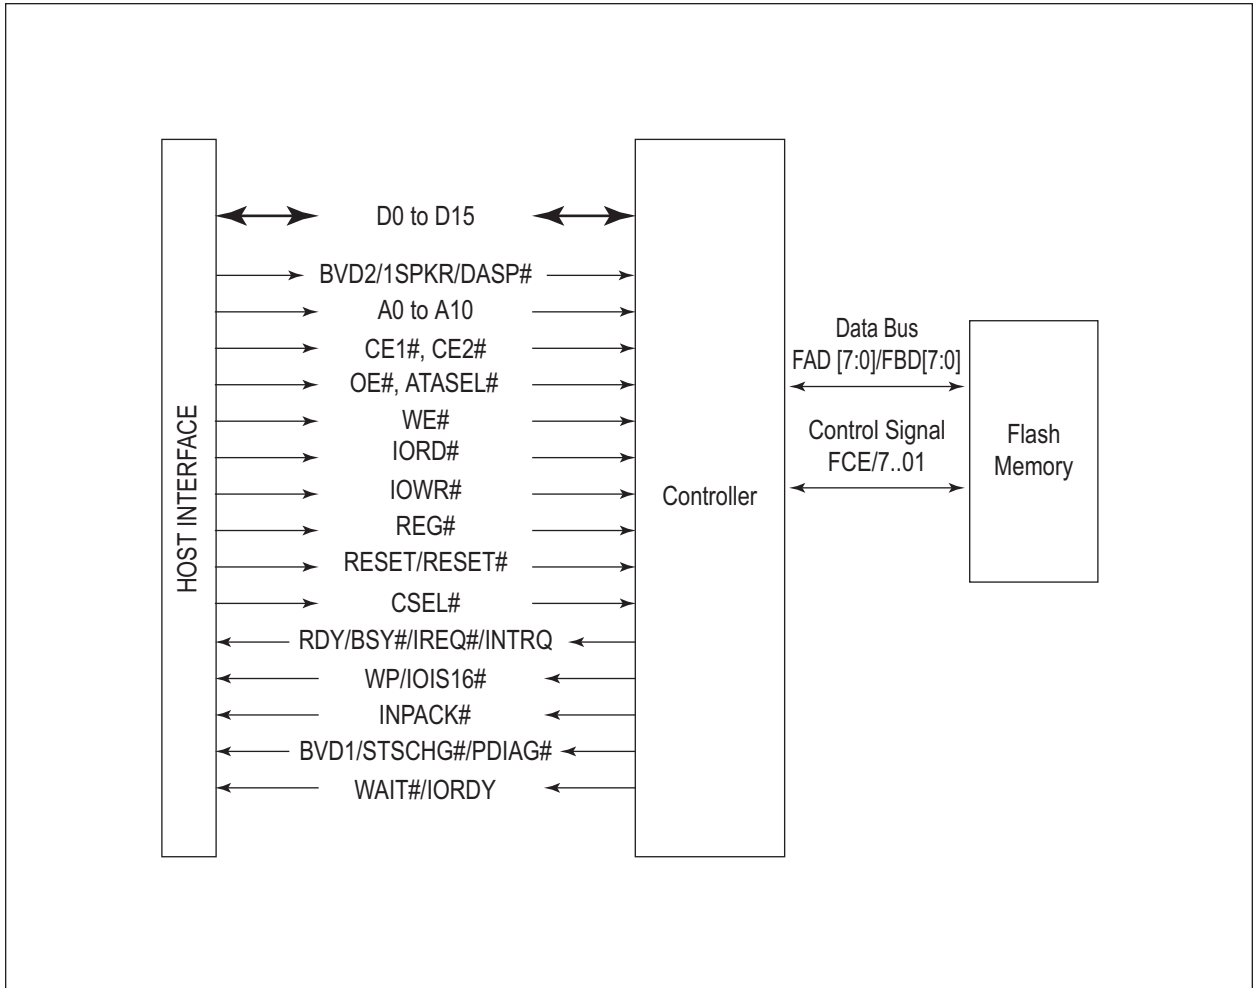 HOST INTERFACE
D0 to D15
BVD2/1SPKR/DASP#
A0 to A10
CE1#, CE2#
OE#, ATASEL#
WE#
IORD#
IOWR#
REG#
RESET/RESET#
CSEL#
RDY/BSY#/IREQ#/INTRQ
WP/IOIS16#
INPACK#
BVD1/STSCHG#/PDIAG#
WAIT#/IORDY
Controller
Data Bus
FAD [7:0]/FBD[7:0]
Control Signal
FCE/7..01
Flash
Memory